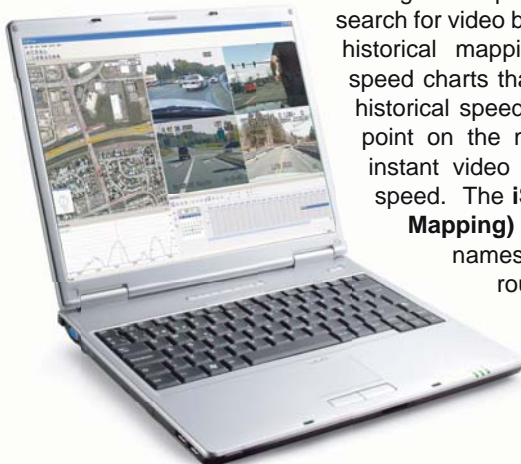 search for video b
historical mappi
speed charts tha
historical speed
point on the r
instant video
speed. The iS
Mapping)
names
rou